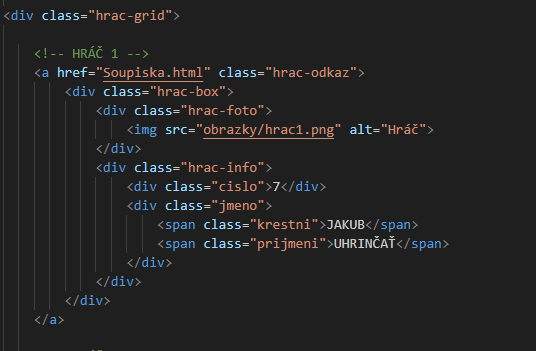 <div class="hrac-grid">
<!-- HRÁČ 1 -->
<a href="Soupiska.html" class="hrac-odkaz">
<div class="hrac-box">
<div class="hrac-foto">
<img src="obrazky/hrac1.png" alt="Hráč">
</div>
<div class="hrac-info">
<div class="cislo">7</div>
<div class="jmeno">
<span class="krestni">JAKUB</span>
<span class="prijmeni">UHRINČAŤ</span>
</div>
</div>
</div>
</a>